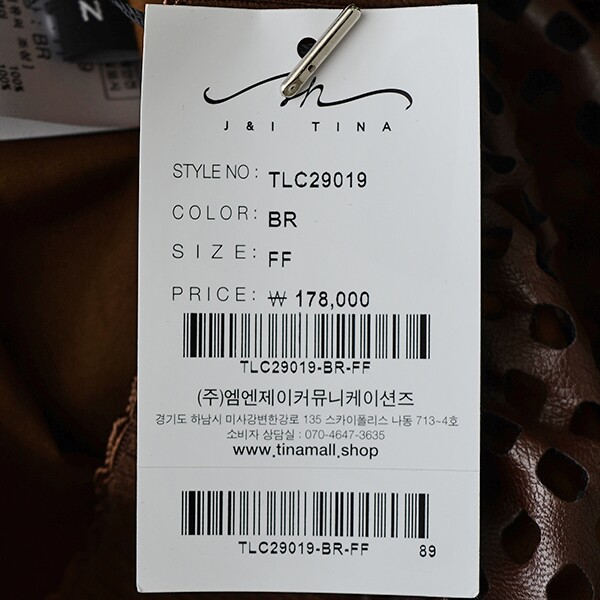 J & I TINA
STYLE NO : TLC29019
COLOR: BR
SIZE: FF
PRICE: ₩ 178,000
TLC29019-BR-FF
(주)엠엔제이커뮤니케이션즈
경기도 하남시 미사강변한강로 135 스카이폴리스 나동 713~4호
소비자 상담실 : 070-4647-3635
www.tinamall.shop
TLC29019-BR-FF 89